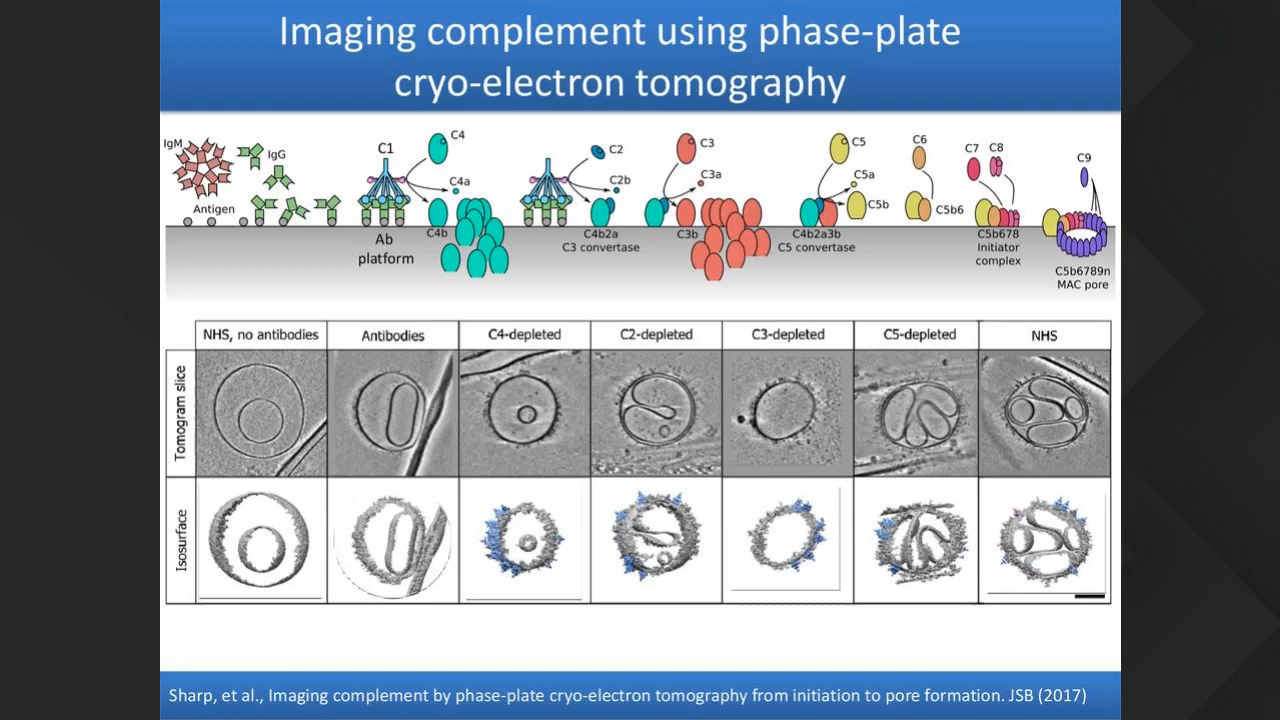 Imaging complement using phase-plate
cryo-electron tomography
IgM
IgG
Antigen
C1
Ab
platform
C4
C4a
C4b
C2
C2b
C4b2a
C3 convertase
C3
C3a
C3b
C5
C5a
C5b
C4b2a3b
C5 convertase
C6
C5b6
C7 C8
C5b678
Initiator
complex
C9
C5b6789n
MAC pore
NHS, no antibodies Antibodies C4-depleted C2-depleted C3-depleted C5-depleted NHS
Tomogram slice
Isosurface
Sharp, et al., Imaging complement by phase-plate cryo-electron tomography from initiation to pore formation. JSB (2017)